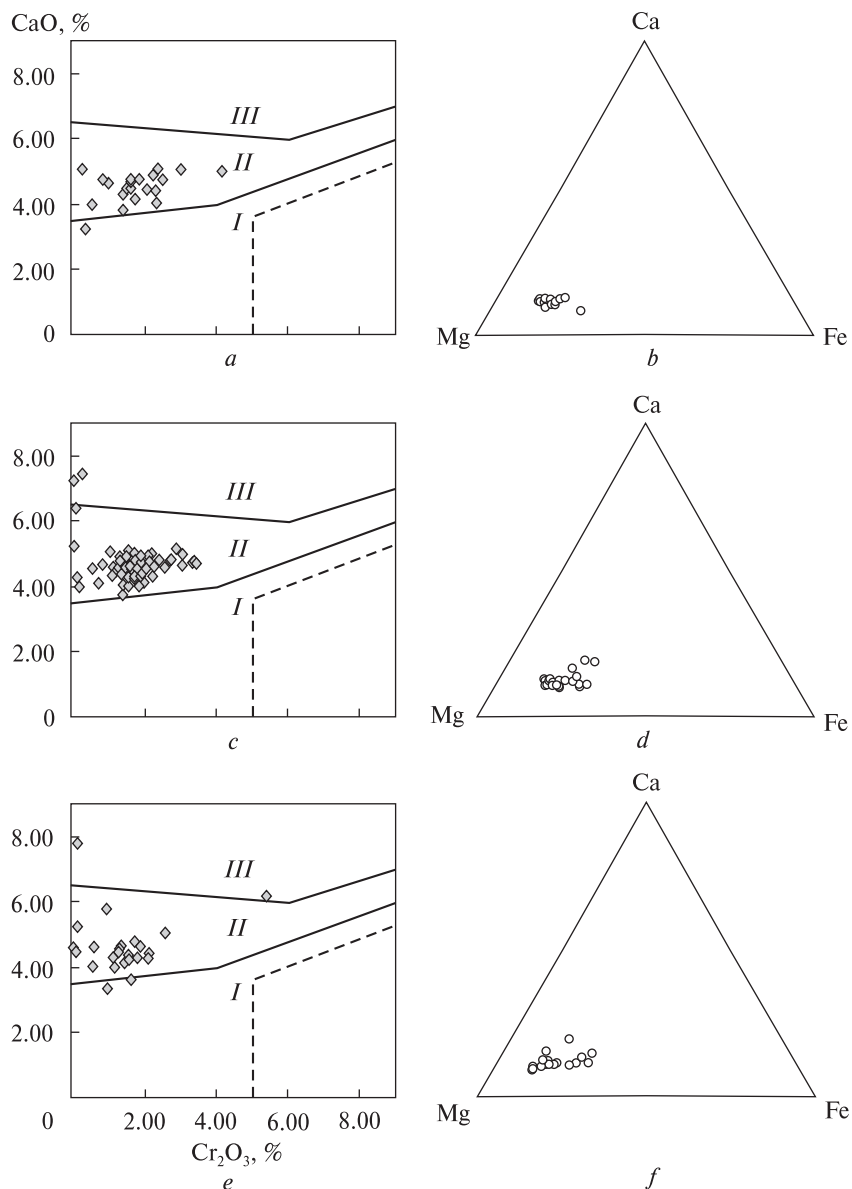 CaO, %
Ca
8.00
III
6.00
II
4.00
I
2.00
0
Mg
Fe
a
b
Ca
8.00
III
6.00
II
4.00
I
2.00
0
Mg
Fe
c
d
Ca
8.00
III
6.00
II
4.00
I
2.00
Mg
Fe
0
2.00
4.00
6.00
8.00
Cr₂O₃, %
e
f